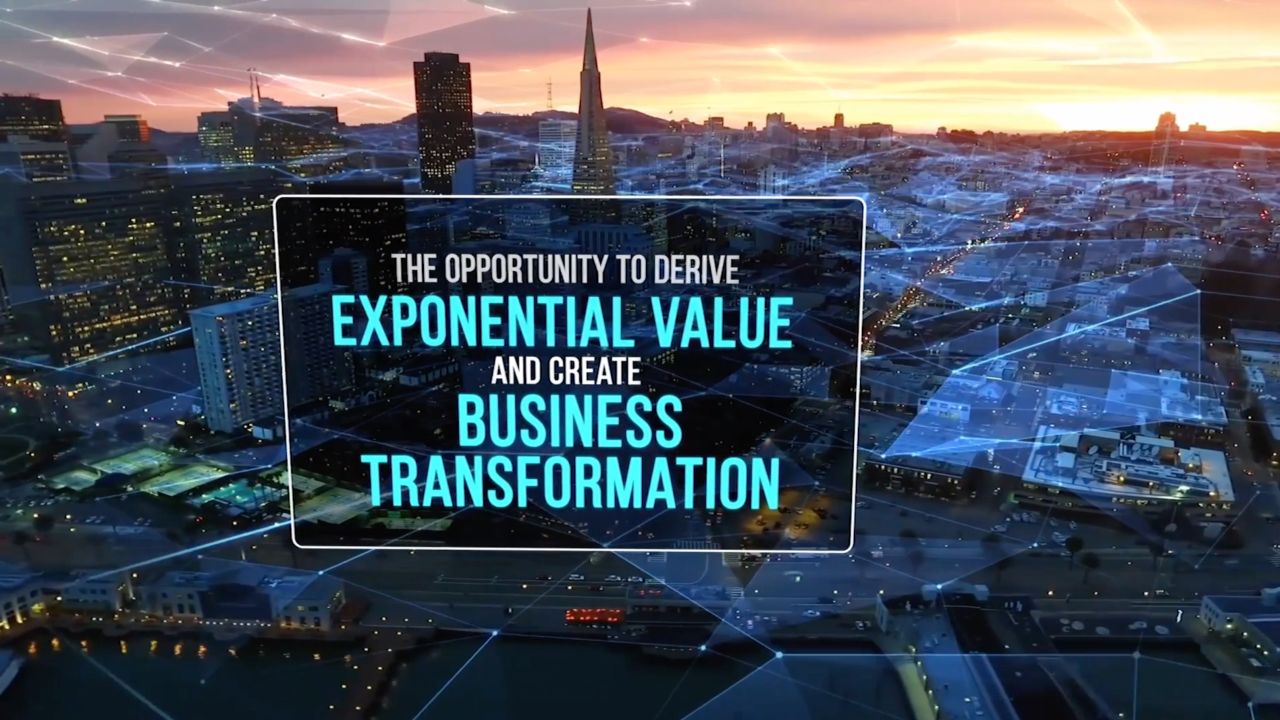 THE OPPORTUNITY TO DERIVE
EXPONENTIAL VALUE
AND CREATE
BUSINESS
TRANSFORMATION